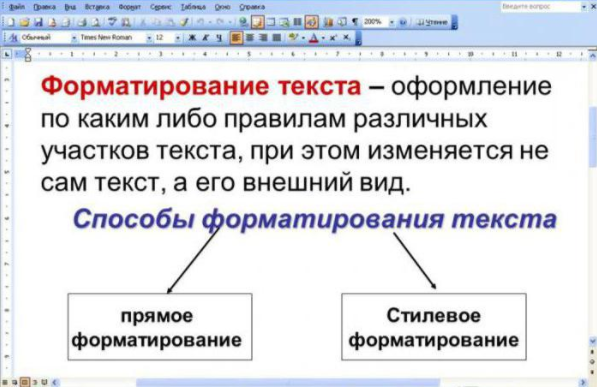 Файл Правка Вид Вставка Формат Сервис Таблица Окно Справка Введите вопрос
200% Чтение
Обычный Times New Roman 12 Ж К Ч
Форматирование текста – оформление
по каким либо правилам различных
участков текста, при этом изменяется не
сам текст, а его внешний вид.
Способы форматирования текста
прямое
форматирование
Стилевое
форматирование